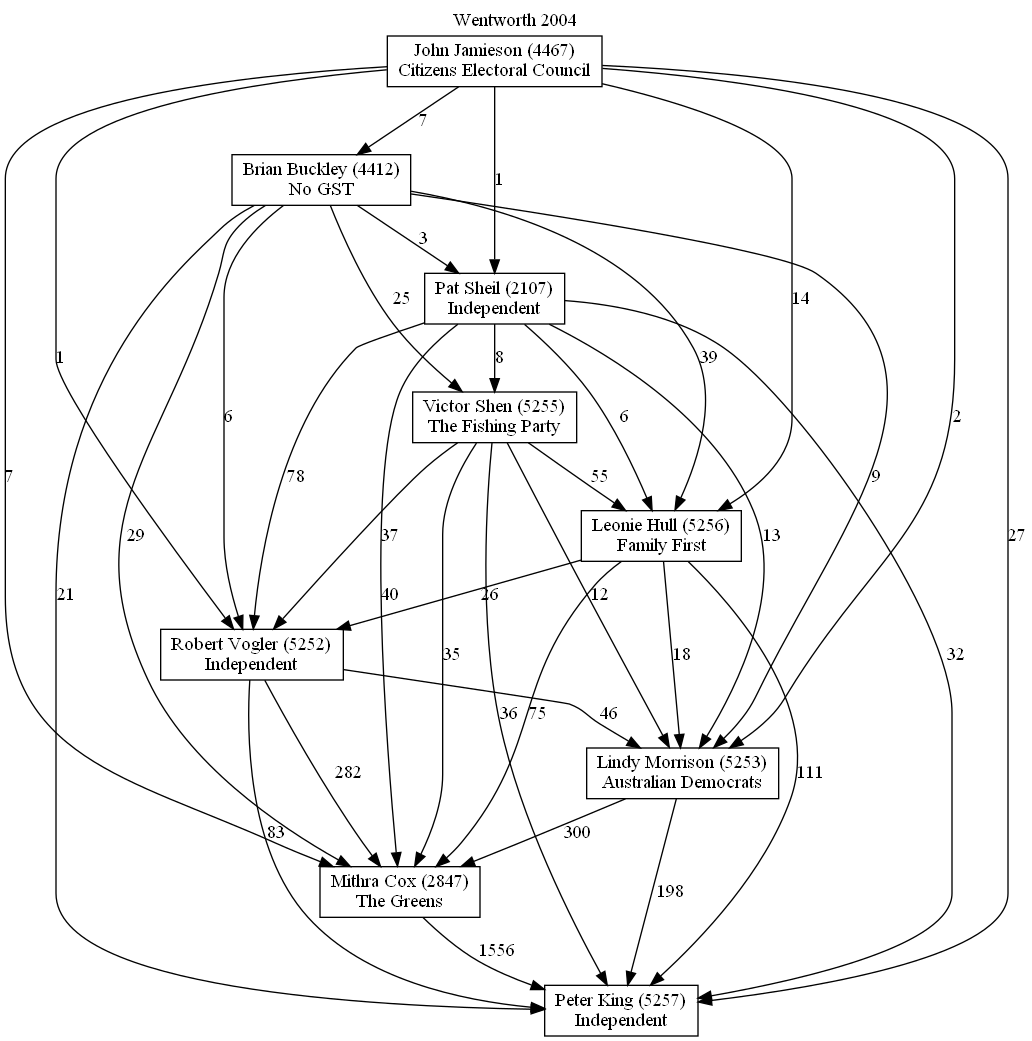 Wentworth 2004
John Jamieson (4467)
Citizens Electoral Council
7
Brian Buckley (4412)
No GST
1
3
Pat Sheil (2107)
Independent
25
14
1
8
39
Victor Shen (5255)
The Fishing Party
6
6
2
7
78
55
9
Leonie Hull (5256)
Family First
29
37
13
27
21
40
26
12
Robert Vogler (5252)
Independent
35
18
32
36
75
46
Lindy Morrison (5253)
Australian Democrats
282
111
83
300
Mithra Cox (2847)
The Greens
198
1556
Peter King (5257)
Independent